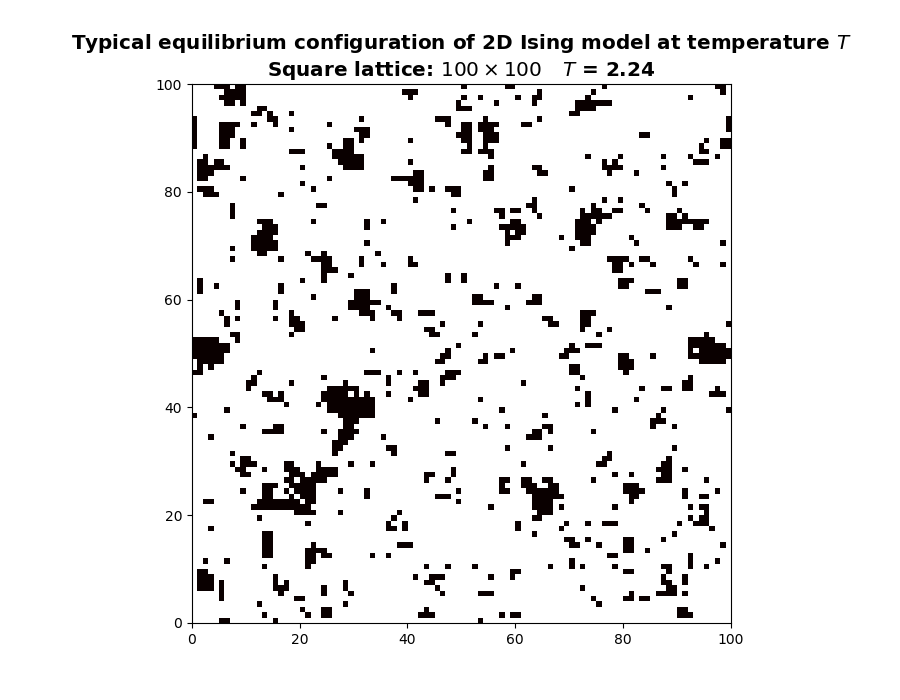 Typical equilibrium configuration of 2D Ising model at temperature T
Square lattice: 100 × 100 T = 2.24
100
80
60
40
20
0
0 20 40 60 80 100